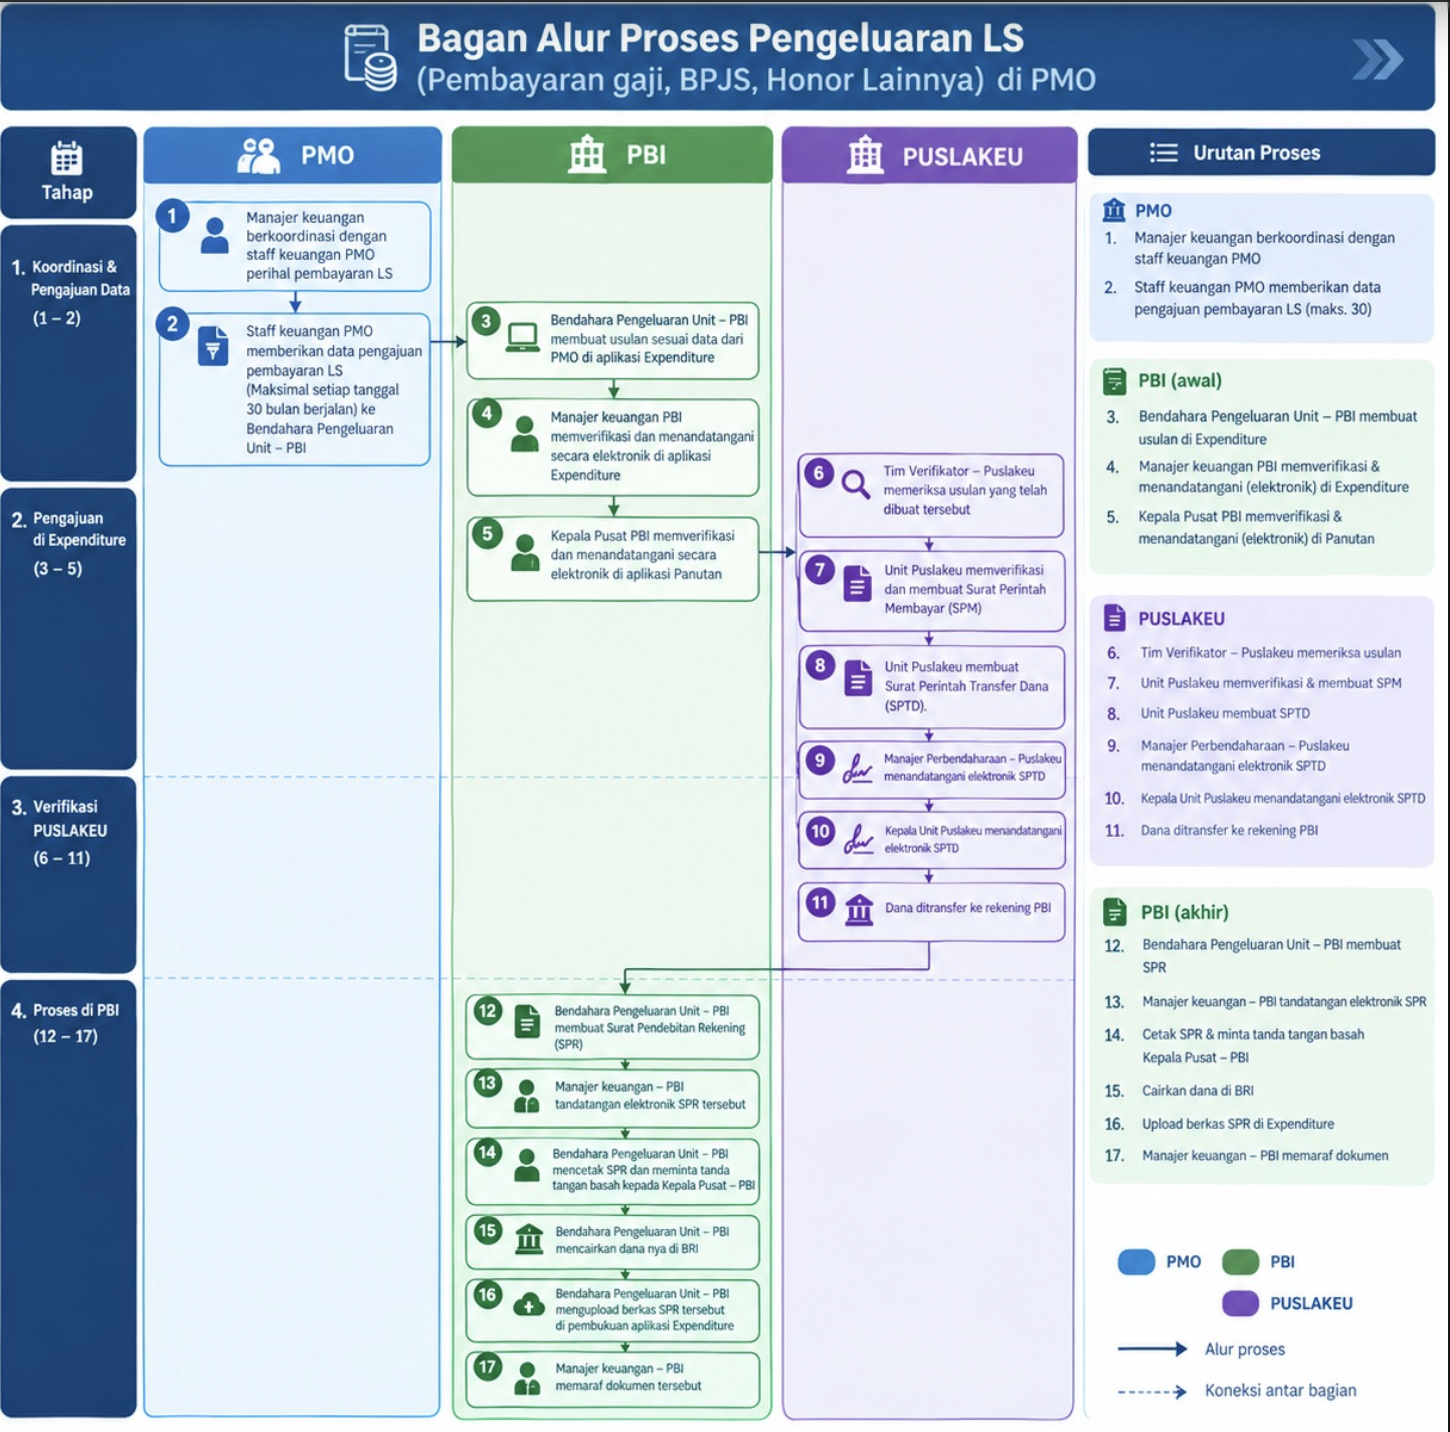 Bagan Alur Proses Pengeluaran LS
(Pembayaran gaji, BPJS, Honor Lainnya) di PMO
Tahap
PMO
PBI
PUSLAKEU
Urutan Proses
1. Koordinasi &
Pengajuan Data
(1 – 2)
2. Pengajuan
di Expenditure
(3 – 5)
3. Verifikasi
PUSLAKEU
(6 – 11)
4. Proses di PBI
(12 – 17)
1
Manajer keuangan
berkoordinasi dengan
staff keuangan PMO
perihal pembayaran LS
2
Staff keuangan PMO
memberikan data pengajuan
pembayaran LS
(Maksimal setiap tanggal
30 bulan berjalan) ke
Bendahara Pengeluaran
Unit – PBI
3
Bendahara Pengeluaran Unit – PBI
membuat usulan sesuai data dari
PMO di aplikasi Expenditure
4
Manajer keuangan PBI
memverifikasi dan menandatangani
secara elektronik di aplikasi
Expenditure
5
Kepala Pusat PBI memverifikasi
dan menandatangani secara
elektronik di aplikasi Panutan
6
Tim Verifikator – Puslakeu
memeriksa usulan yang telah
dibuat tersebut
7
Unit Puslakeu memverifikasi
dan membuat Surat Perintah
Membayar (SPM)
8
Unit Puslakeu membuat
Surat Perintah Transfer Dana
(SPTD).
9
Manajer Perbendaharaan – Puslakeu
menandatangani elektronik SPTD
10
Kepala Unit Puslakeu menandatangani
elektronik SPTD
11
Dana ditransfer ke rekening PBI
12
Bendahara Pengeluaran Unit – PBI
membuat Surat Pendebitan Rekening
(SPR)
13
Manajer keuangan – PBI
tandatangan elektronik SPR tersebut
14
Bendahara Pengeluaran Unit – PBI
mencetak SPR dan meminta tanda
tangan basah kepada Kepala Pusat – PBI
15
Bendahara Pengeluaran Unit – PBI
mencairkan dana nya di BRI
16
Bendahara Pengeluaran Unit – PBI
mengupload berkas SPR tersebut
di pembukuan aplikasi Expenditure
17
Manajer keuangan – PBI
memaraf dokumen tersebut
PMO
1. Manajer keuangan berkoordinasi dengan
staff keuangan PMO
2. Staff keuangan PMO memberikan data
pengajuan pembayaran LS (maks. 30)
PBI (awal)
3. Bendahara Pengeluaran Unit – PBI membuat
usulan di Expenditure
4. Manajer keuangan PBI memverifikasi &
menandatangani (elektronik) di Expenditure
5. Kepala Pusat PBI memverifikasi &
menandatangani (elektronik) di Panutan
PUSLAKEU
6. Tim Verifikator – Puslakeu memeriksa usulan
7. Unit Puslakeu memverifikasi & membuat SPM
8. Unit Puslakeu membuat SPTD
9. Manajer Perbendaharaan – Puslakeu
menandatangani elektronik SPTD
10. Kepala Unit Puslakeu menandatangani elektronik SPTD
11. Dana ditransfer ke rekening PBI
PBI (akhir)
12. Bendahara Pengeluaran Unit – PBI membuat
SPR
13. Manajer keuangan – PBI tandatangan elektronik SPR
14. Cetak SPR & minta tanda tangan basah
Kepala Pusat – PBI
15. Cairkan dana di BRI
16. Upload berkas SPR di Expenditure
17. Manajer keuangan – PBI memaraf dokumen
PMO
PBI
PUSLAKEU
Alur proses
Koneksi antar bagian